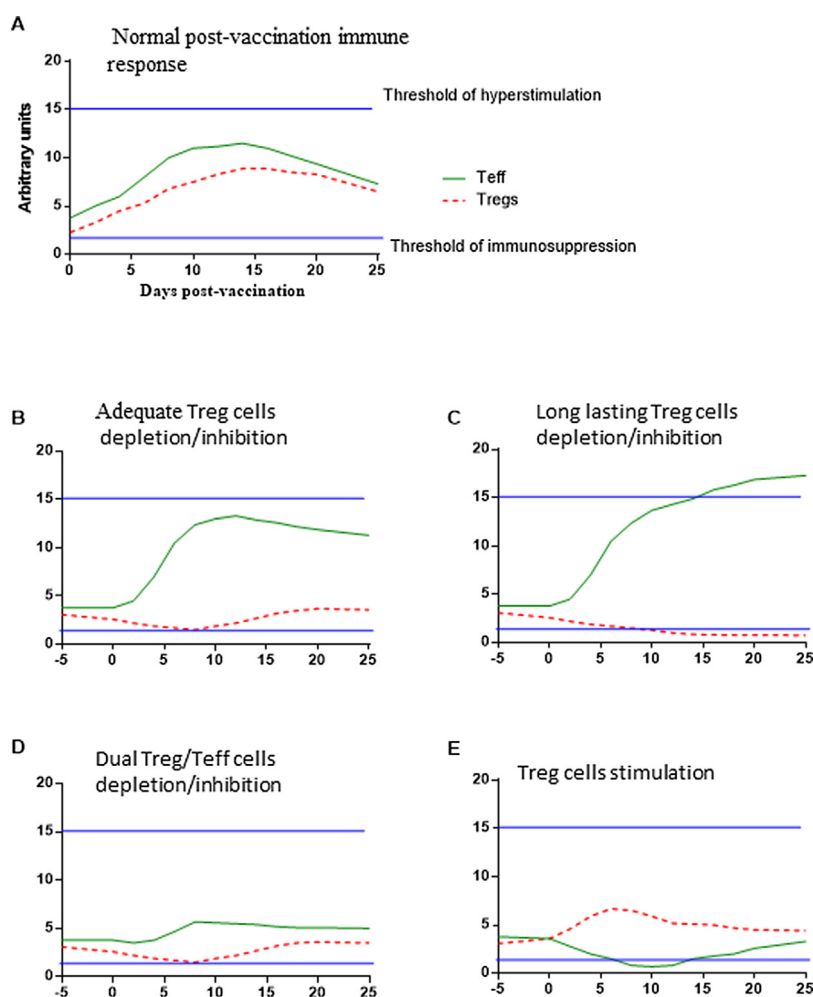 A
Normal post-vaccination immune
response
20
15
10
5
0
Arbitrary units
0 5 10 15 20 25
Days post-vaccination
Threshold of hyperstimulation
Teff
Tregs
Threshold of immunosuppression
B
Adequate Treg cells
depletion/inhibition
20
15
10
5
0
-5 0 5 10 15 20 25
C
Long lasting Treg cells
depletion/inhibition
20
15
10
5
0
-5 0 5 10 15 20 25
D
Dual Treg/Teff cells
depletion/inhibition
20
15
10
5
0
-5 0 5 10 15 20 25
E
Treg cells stimulation
20
15
10
5
0
-5 0 5 10 15 20 25